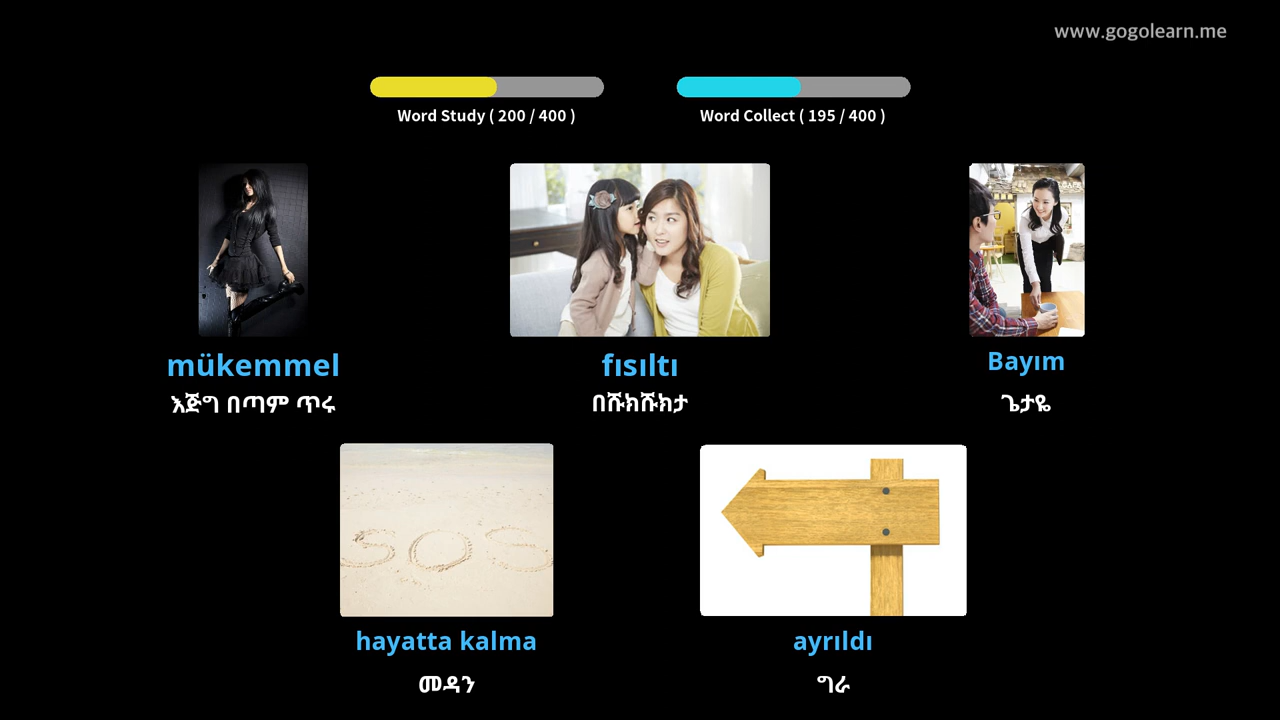 www.gogolearn.me
Word Study ( 200 / 400 )
Word Collect ( 195 / 400 )
mükemmel
እጅግ በጣም ጥሩ
fısıltı
በሹክሹክታ
Bayım
ጌታዬ
SOS
hayatta kalma
መዳን
ayrıldı
ግራ